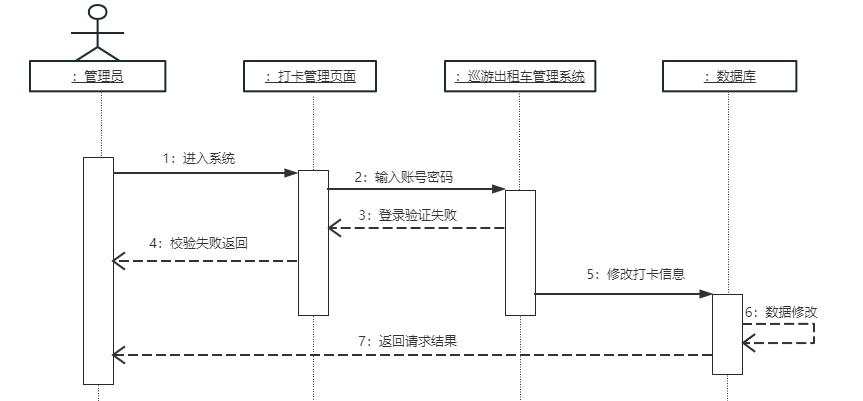 ：管理员
：打卡管理页面
：巡游出租车管理系统
：数据库
1：进入系统
2：输入账号密码
3：登录验证失败
4：校验失败返回
5：修改打卡信息
6：数据修改
7：返回请求结果